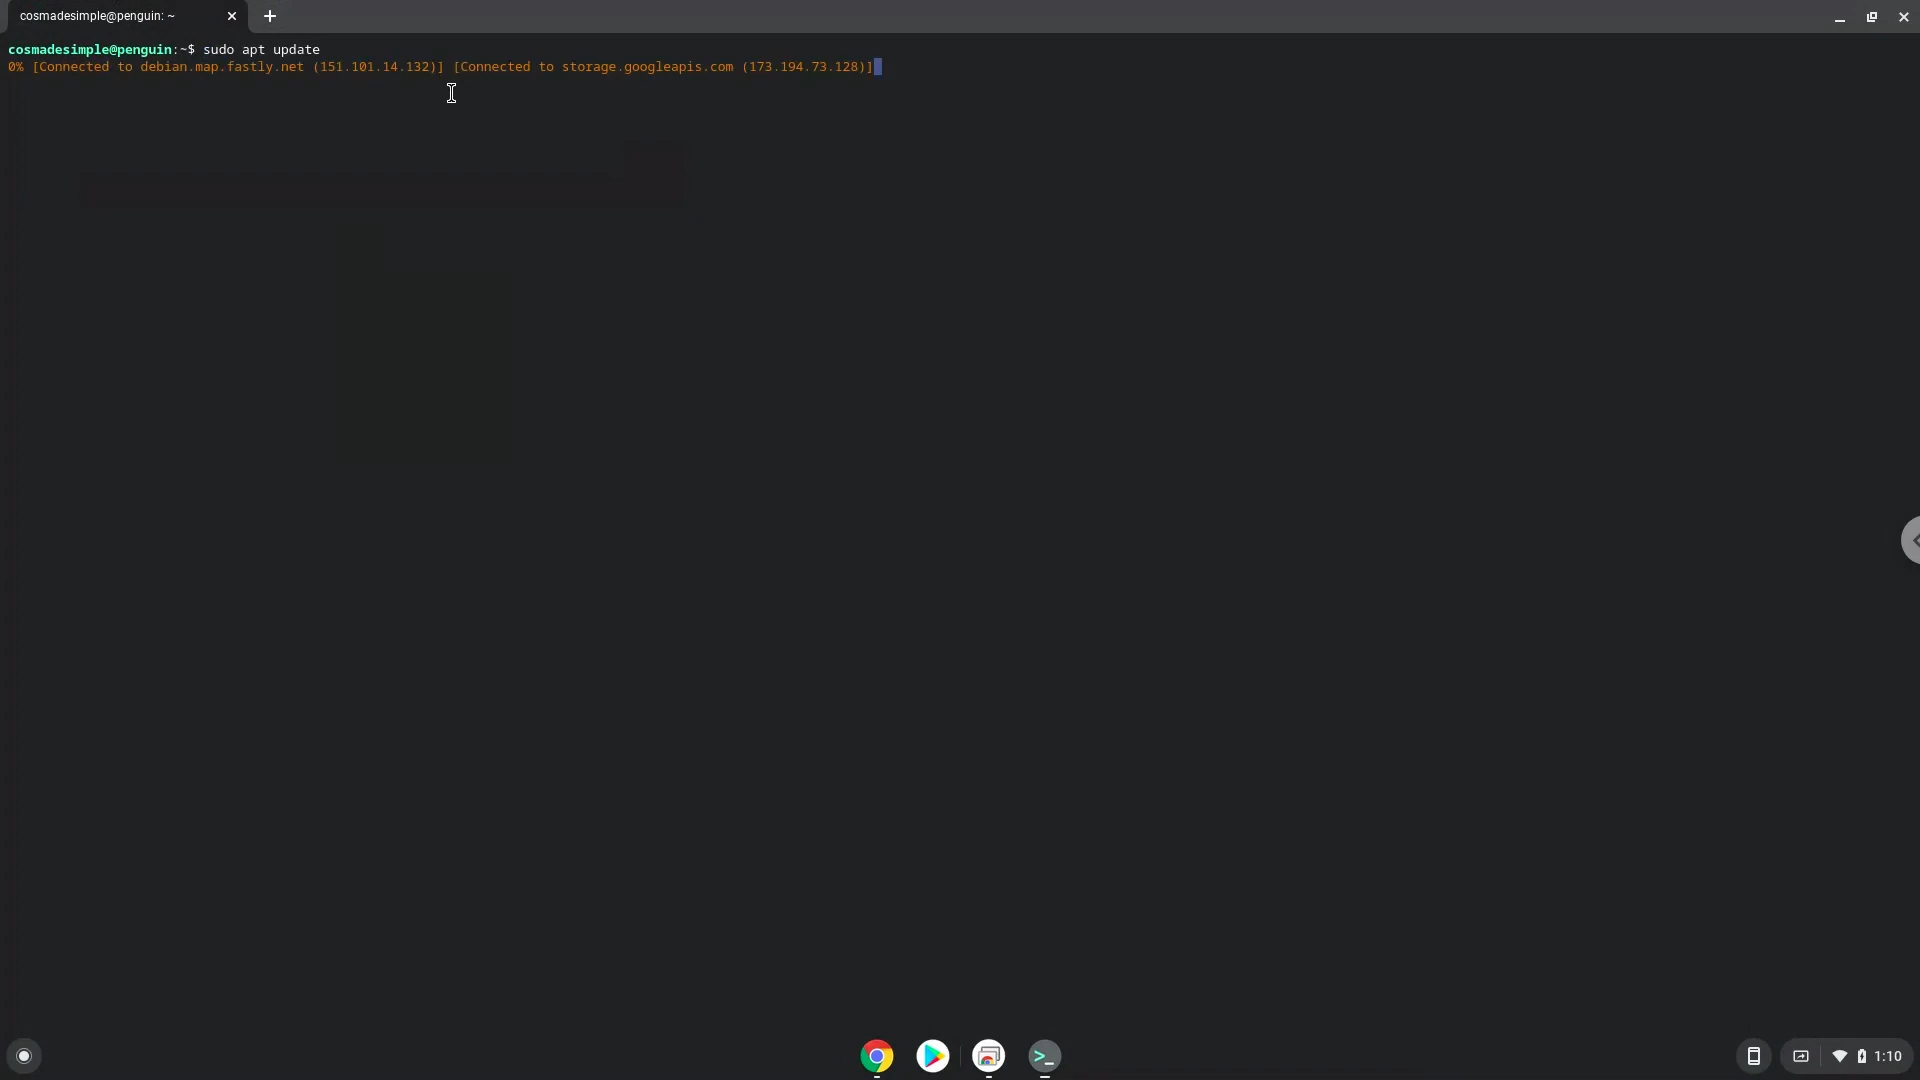 cosmadesimple@penguin: ~
cosmadesimple@penguin:~$ sudo apt update
0% [Connected to debian.map.fastly.net (151.101.14.132)] [Connected to storage.googleapis.com (173.194.73.128)]
1:10